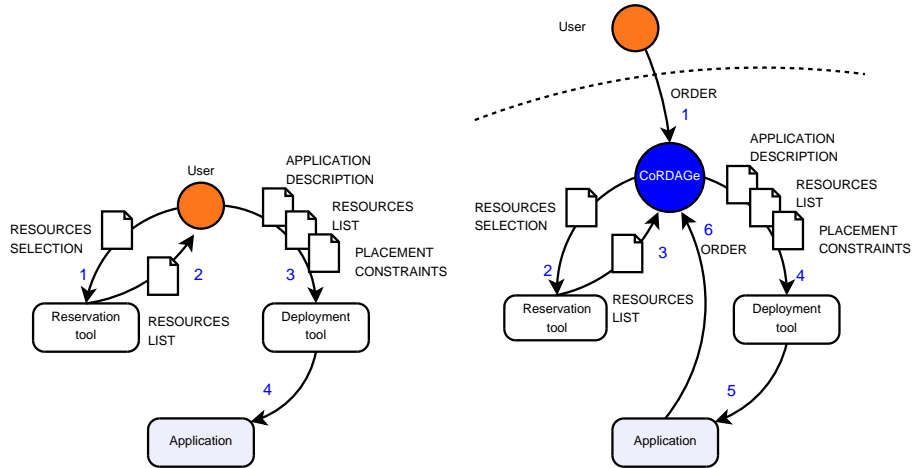 User
APPLICATION
DESCRIPTION
RESOURCES
LIST
PLACEMENT
CONSTRAINTS
RESOURCES
SELECTION
1
2
3
Reservation
tool
RESOURCES
LIST
Deployment
tool
4
Application
User
ORDER
1
CoRDAGe
APPLICATION
DESCRIPTION
RESOURCES
LIST
PLACEMENT
CONSTRAINTS
RESOURCES
SELECTION
6
ORDER
2
3
4
Reservation
tool
RESOURCES
LIST
Deployment
tool
5
Application